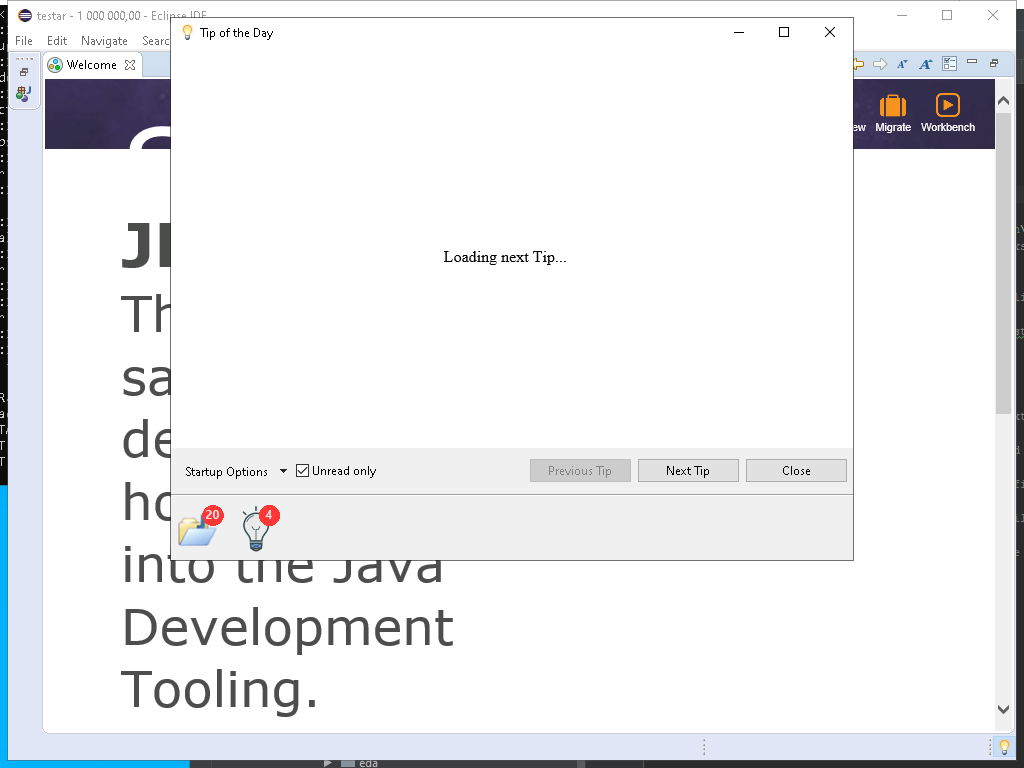 testar - 1 000 000,00 - Eclipse IDE
File Edit Navigate Searc
Tip of the Day
Welcome
ew Migrate Workbench
Loading next Tip...
Th
sa
de
ho
into the Java
Development
Tooling.
Startup Options Unread only Previous Tip Next Tip Close
20 4
eda